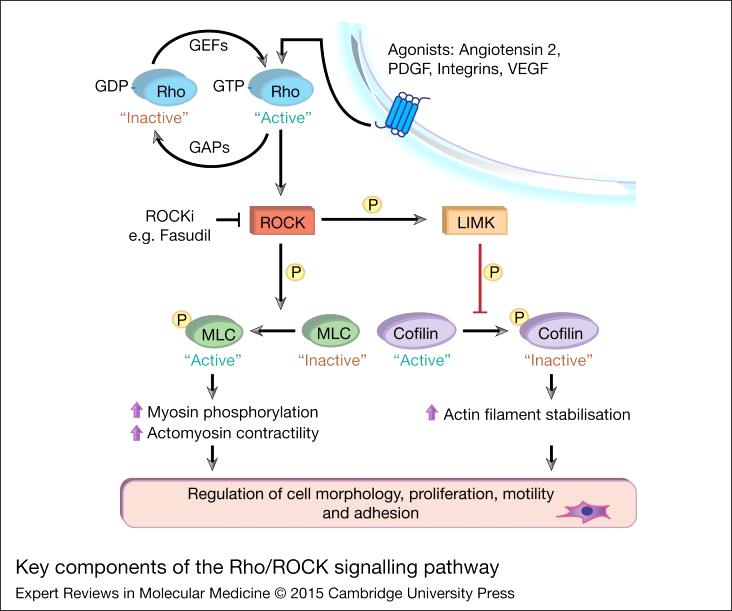 GEFs
Agonists: Angiotensin 2,
PDGF, Integrins, VEGF
GDP
Rho
GTP
Rho
“Inactive”
“Active”
GAPs
ROCKi
e.g. Fasudil
ROCK
P
LIMK
P
P
P
MLC
MLC
Cofilin
P
Cofilin
“Active”
“Inactive”
“Active”
“Inactive”
Myosin phosphorylation
Actomyosin contractility
Actin filament stabilisation
Regulation of cell morphology, proliferation, motility
and adhesion
Key components of the Rho/ROCK signalling pathway
Expert Reviews in Molecular Medicine © 2015 Cambridge University Press